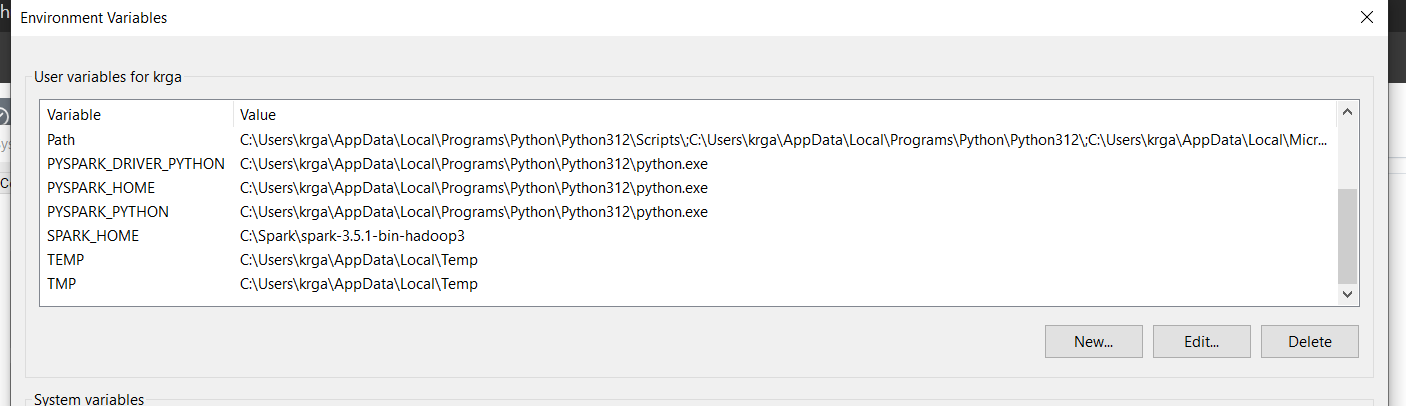 h
Environment Variables
User variables for krga
Variable Value
Path C:\Users\krga\AppData\Local\Programs\Python\Python312\Scripts\;C:\Users\krga\AppData\Local\Programs\Python\Python312\;C:\Users\krga\AppData\Local\Micr...
PYSPARK_DRIVER_PYTHON C:\Users\krga\AppData\Local\Programs\Python\Python312\python.exe
PYSPARK_HOME C:\Users\krga\AppData\Local\Programs\Python\Python312\python.exe
PYSPARK_PYTHON C:\Users\krga\AppData\Local\Programs\Python\Python312\python.exe
SPARK_HOME C:\Spark\spark-3.5.1-bin-hadoop3
TEMP C:\Users\krga\AppData\Local\Temp
TMP C:\Users\krga\AppData\Local\Temp
New... Edit... Delete
System variables